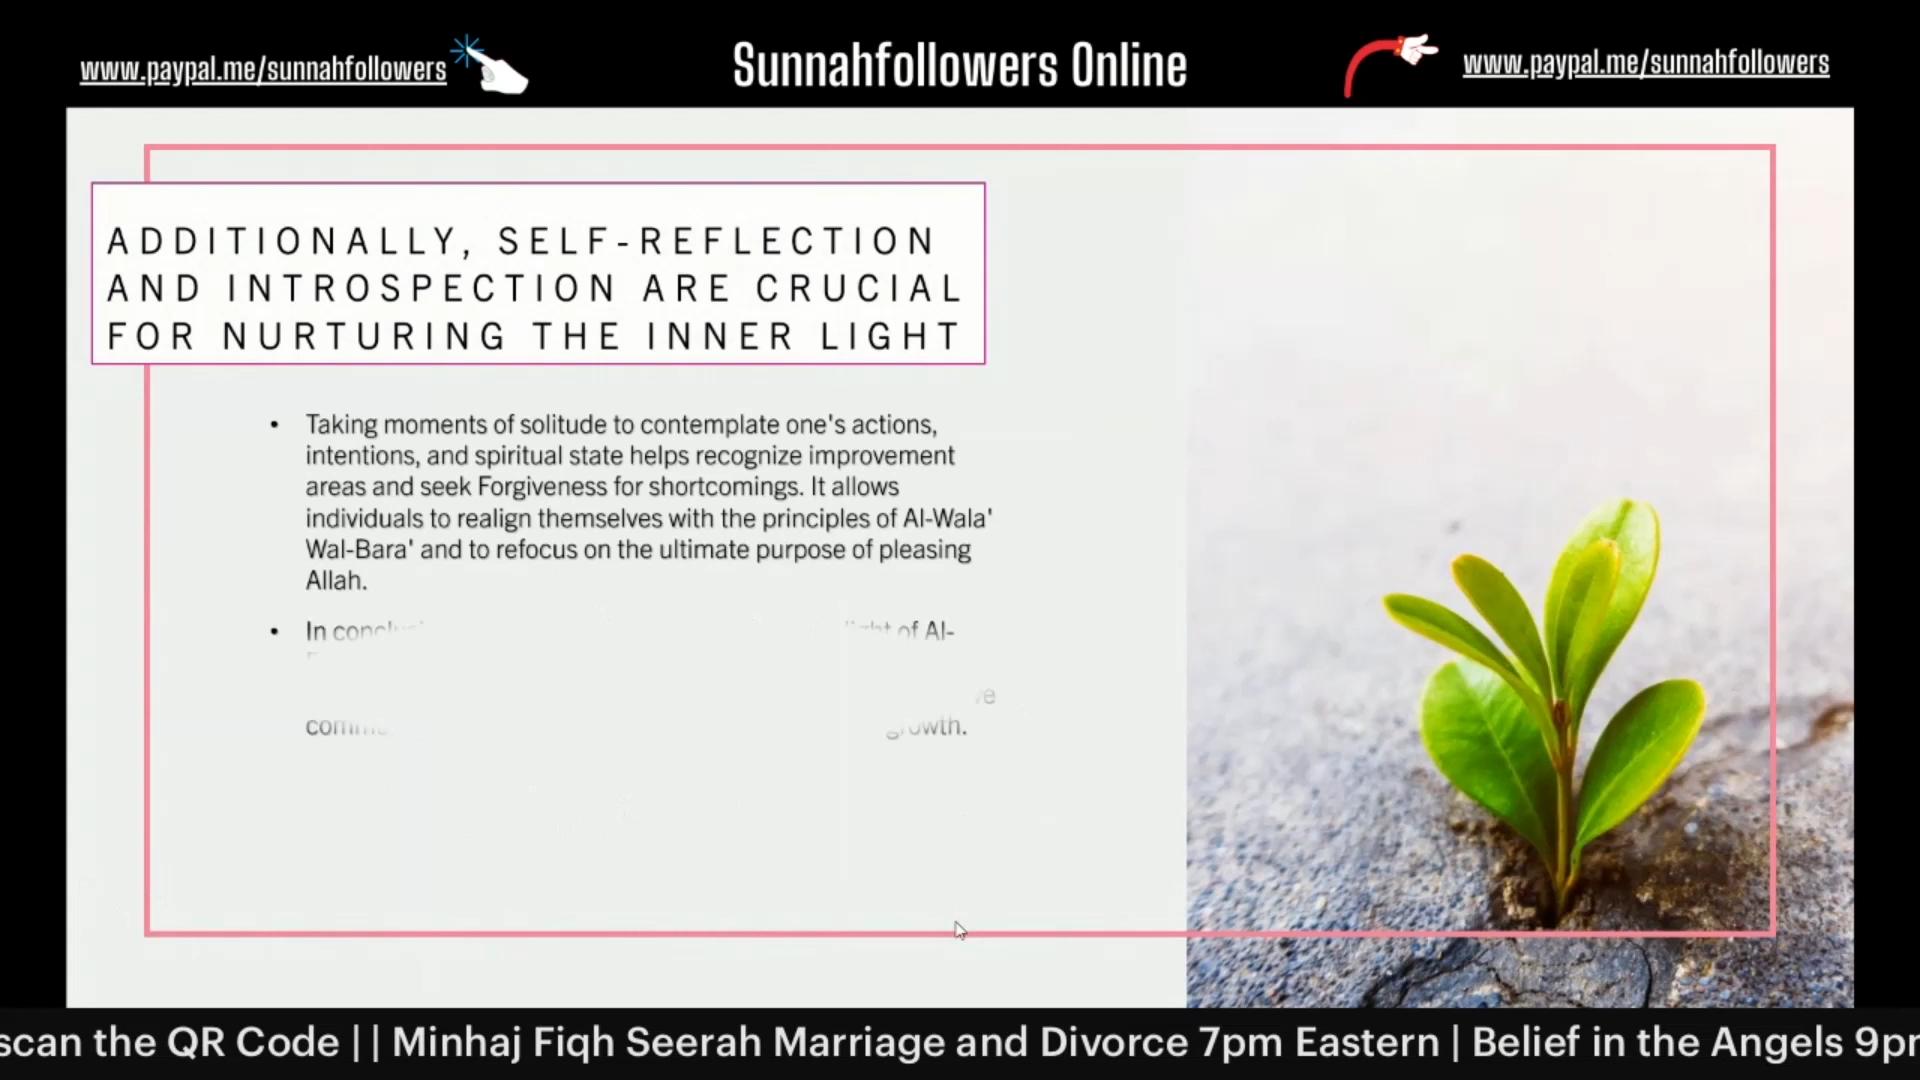 www.paypal.me/sunnahfollowers
Sunnahfollowers Online
www.paypal.me/sunnahfollowers
ADDITIONALLY, SELF-REFLECTION
AND INTROSPECTION ARE CRUCIAL
FOR NURTURING THE INNER LIGHT
• Taking moments of solitude to contemplate one's actions,
intentions, and spiritual state helps recognize improvement
areas and seek Forgiveness for shortcomings. It allows
individuals to realign themselves with the principles of Al-Wala'
Wal-Bara' and to refocus on the ultimate purpose of pleasing
Allah.
• In of Al-
scan the QR Code || Minhaj Fiqh Seerah Marriage and Divorce 7pm Eastern | Belief in the Angels 9pm